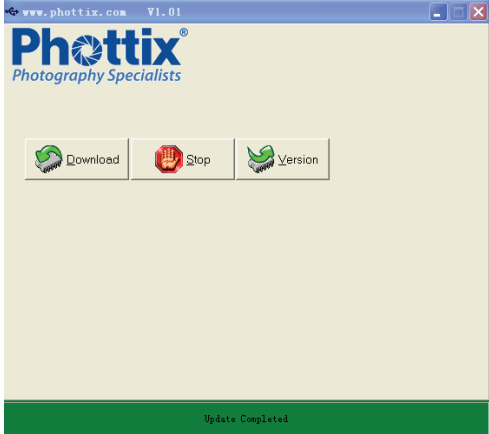 www.phottix.com V1.01
Phottix®
Photography Specialists
Download Stop Version
Update Completed